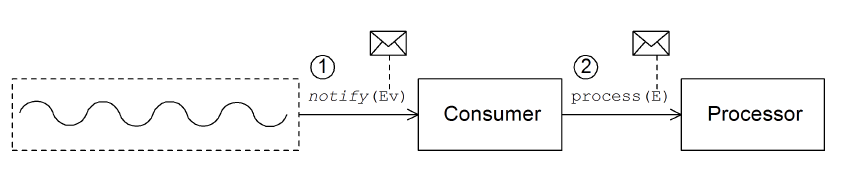 1
notify(Ev)
Consumer
2
process(E)
Processor